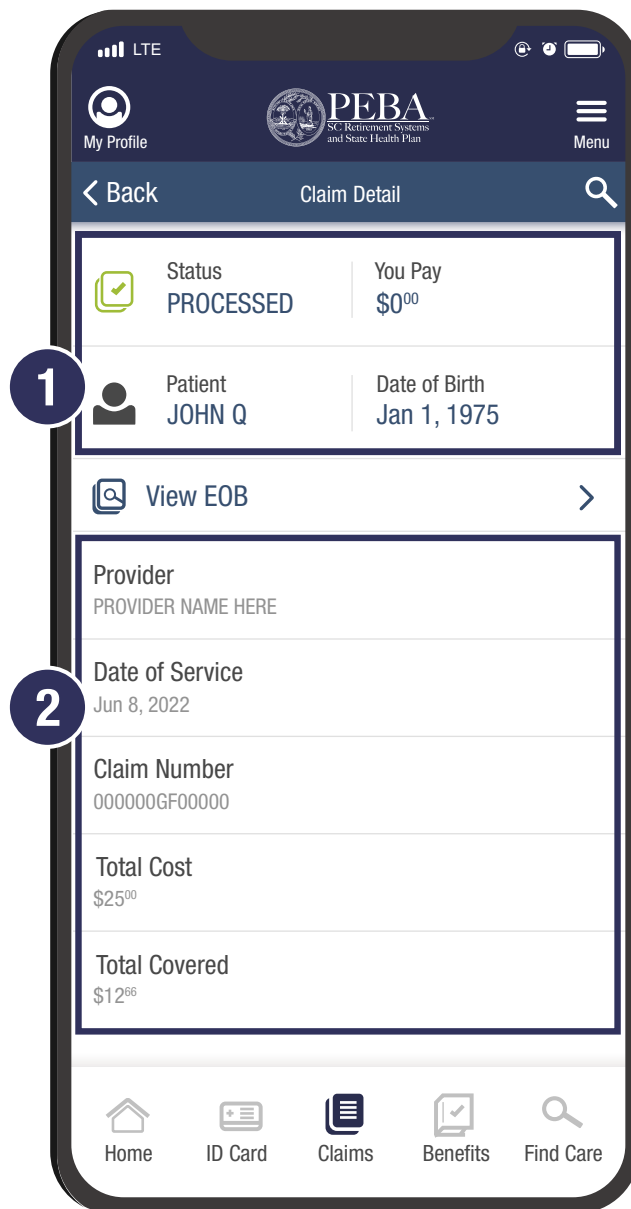 LTE
PEBA
SC Retirement Systems
and State Health Plan
My Profile
Menu
Back
Claim Detail
Status
PROCESSED
You Pay
$0⁰⁰
1
Patient
JOHN Q
Date of Birth
Jan 1, 1975
View EOB
Provider
PROVIDER NAME HERE
2
Date of Service
Jun 8, 2022
Claim Number
000000GF00000
Total Cost
$25⁰⁰
Total Covered
$12⁶⁶
Home
ID Card
Claims
Benefits
Find Care